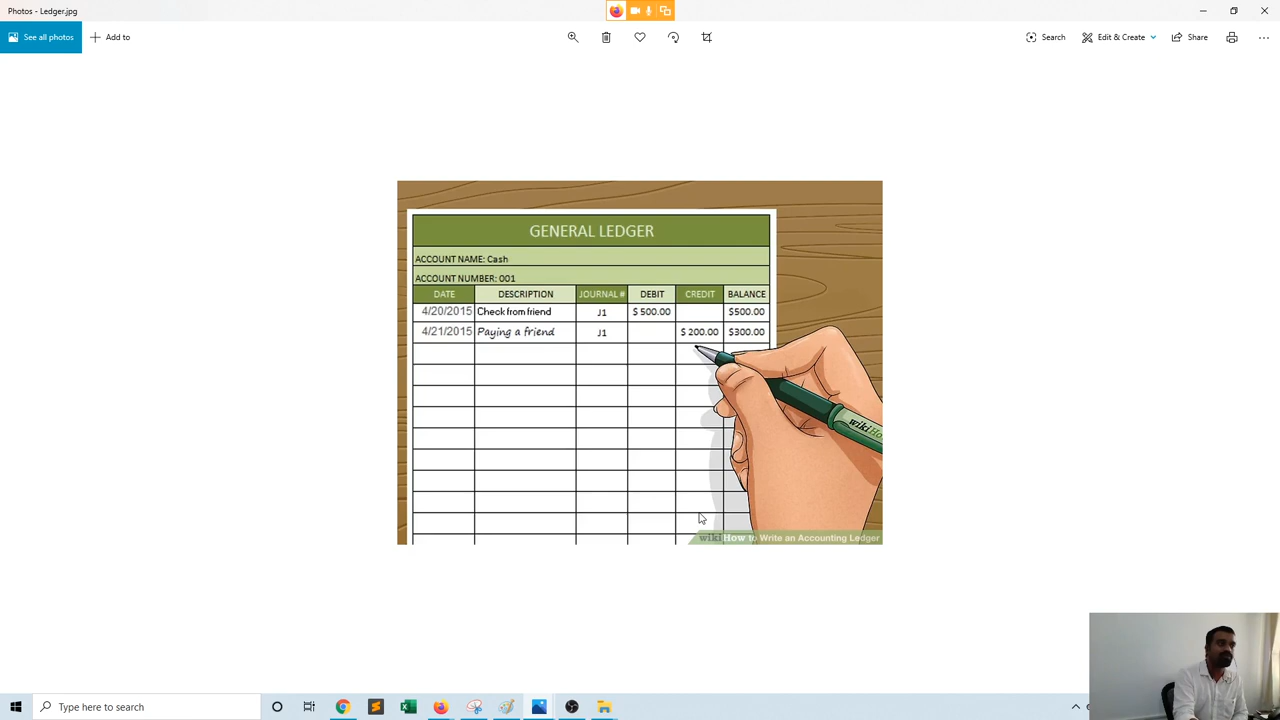 Photos - Ledger.jpg
See all photos
Add to
Search
Edit & Create
Share
GENERAL LEDGER
ACCOUNT NAME: Cash
ACCOUNT NUMBER: 001
DATE DESCRIPTION JOURNAL # DEBIT CREDIT BALANCE
4/20/2015 Check from friend J1 $ 500.00 $500.00
4/21/2015 Paying a friend J1 $ 200.00 $300.00
wikiHo
wikiHow to Write an Accounting Ledger
Type here to search